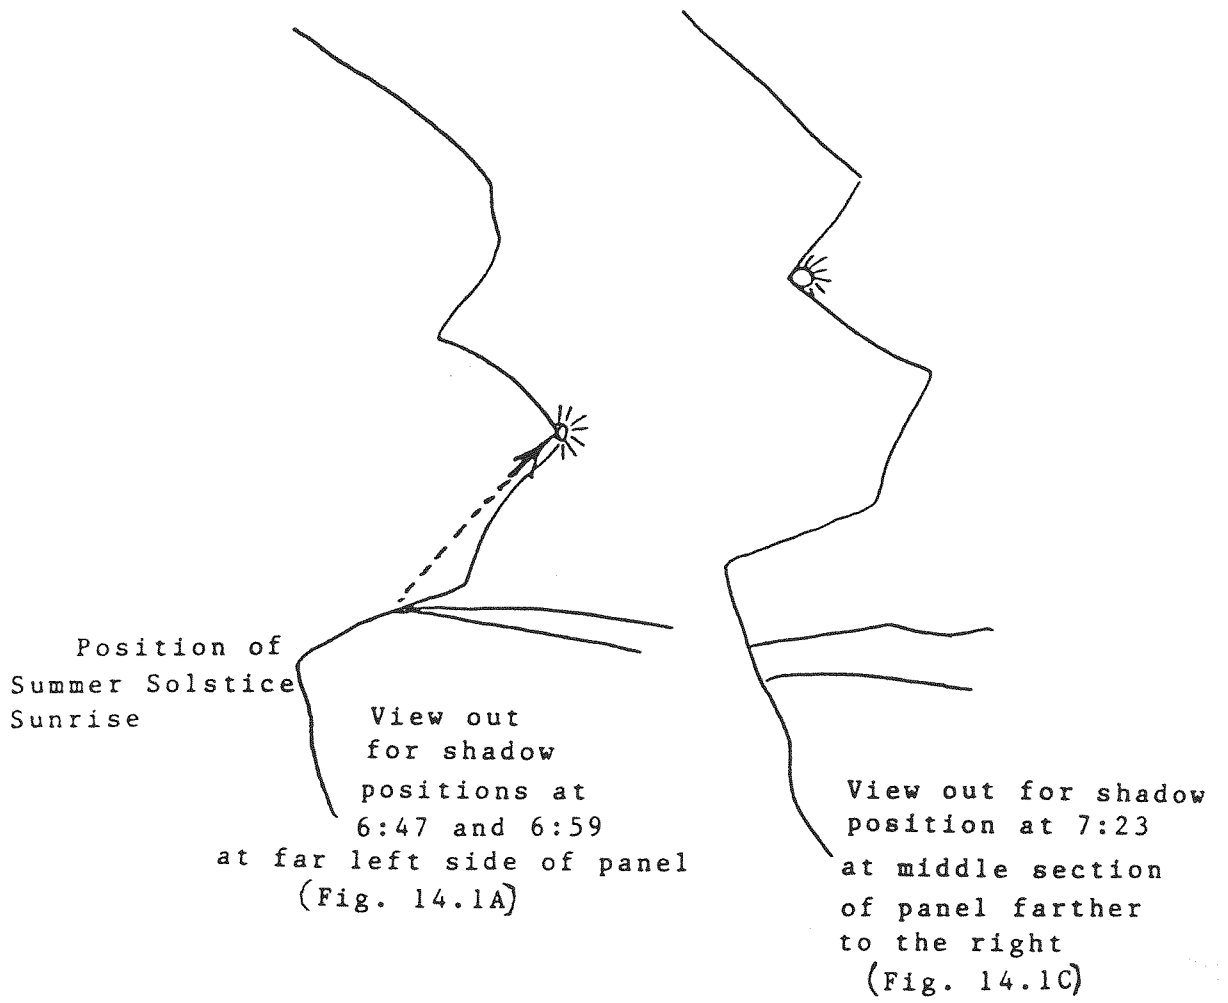 Position of
Summer Solstice
Sunrise
View out
for shadow
positions at
6:47 and 6:59
at far left side of panel
(Fig. 14.1A)
View out for shadow
position at 7:23
at middle section
of panel farther
to the right
(Fig. 14.1C)